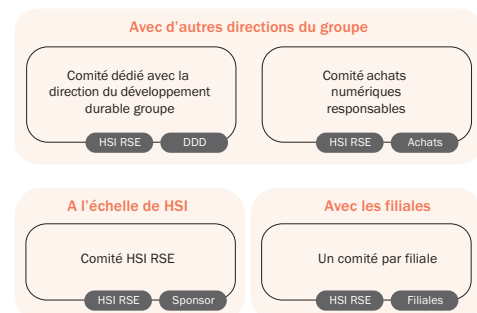 Avec d’autres directions du groupe
Comité dédié avec la
direction du développement
durable groupe
HSI RSE
DDD
Comité achats
numériques
responsables
HSI RSE
Achats
A l’échelle de HSI
Comité HSI RSE
HSI RSE
Sponsor
Avec les filiales
Un comité par filiale
HSI RSE
Filiales